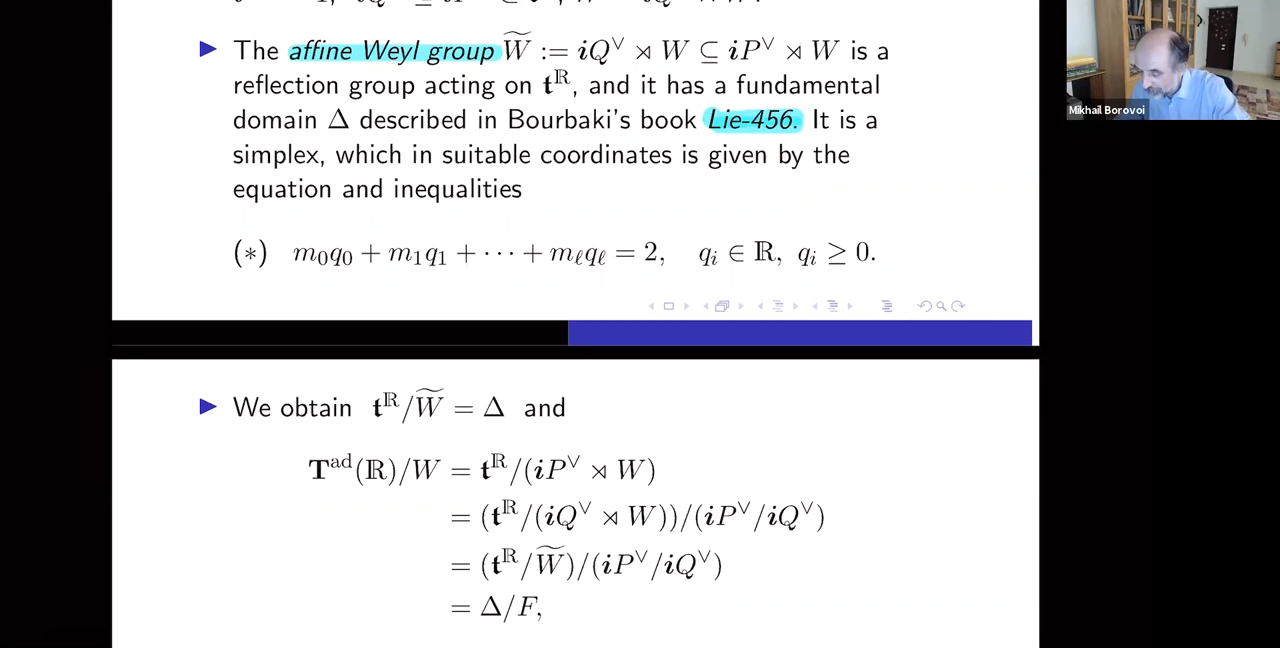 The affine Weyl group W̃ := iQ^∨ ⋊ W ⊆ iP^∨ ⋊ W is a
reflection group acting on 𝔱^ℝ, and it has a fundamental
domain Δ described in Bourbaki's book Lie-456. It is a
simplex, which in suitable coordinates is given by the
equation and inequalities
(∗) m₀q₀ + m₁q₁ + ⋯ + m_ℓq_ℓ = 2, q_i ∈ ℝ, q_i ≥ 0.
We obtain 𝔱^ℝ/W̃ = Δ and
T^ad(ℝ)/W = 𝔱^ℝ/(iP^∨ ⋊ W)
= (𝔱^ℝ/(iQ^∨ ⋊ W))/(iP^∨/iQ^∨)
= (𝔱^ℝ/W̃)/(iP^∨/iQ^∨)
= Δ/F,
Mikhail Borovoi